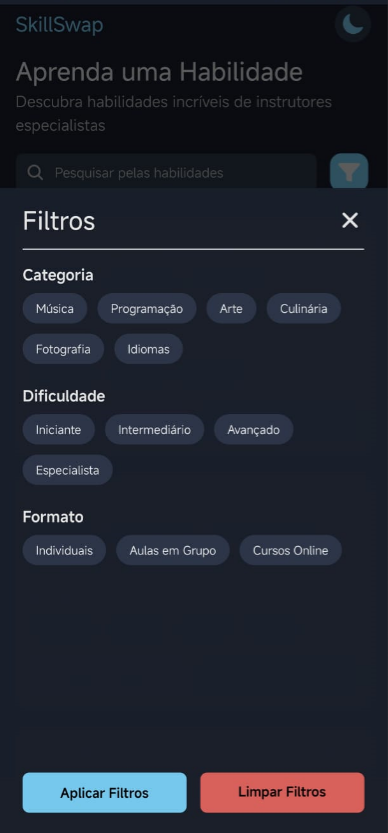 SkillSwap
Aprenda uma Habilidade
Descubra habilidades incríveis de instrutores
especialistas
Pesquisar pelas habilidades
Filtros
Categoria
Música Programação Arte Culinária
Fotografia Idiomas
Dificuldade
Iniciante Intermediário Avançado
Especialista
Formato
Individuais Aulas em Grupo Cursos Online
Aplicar Filtros Limpar Filtros